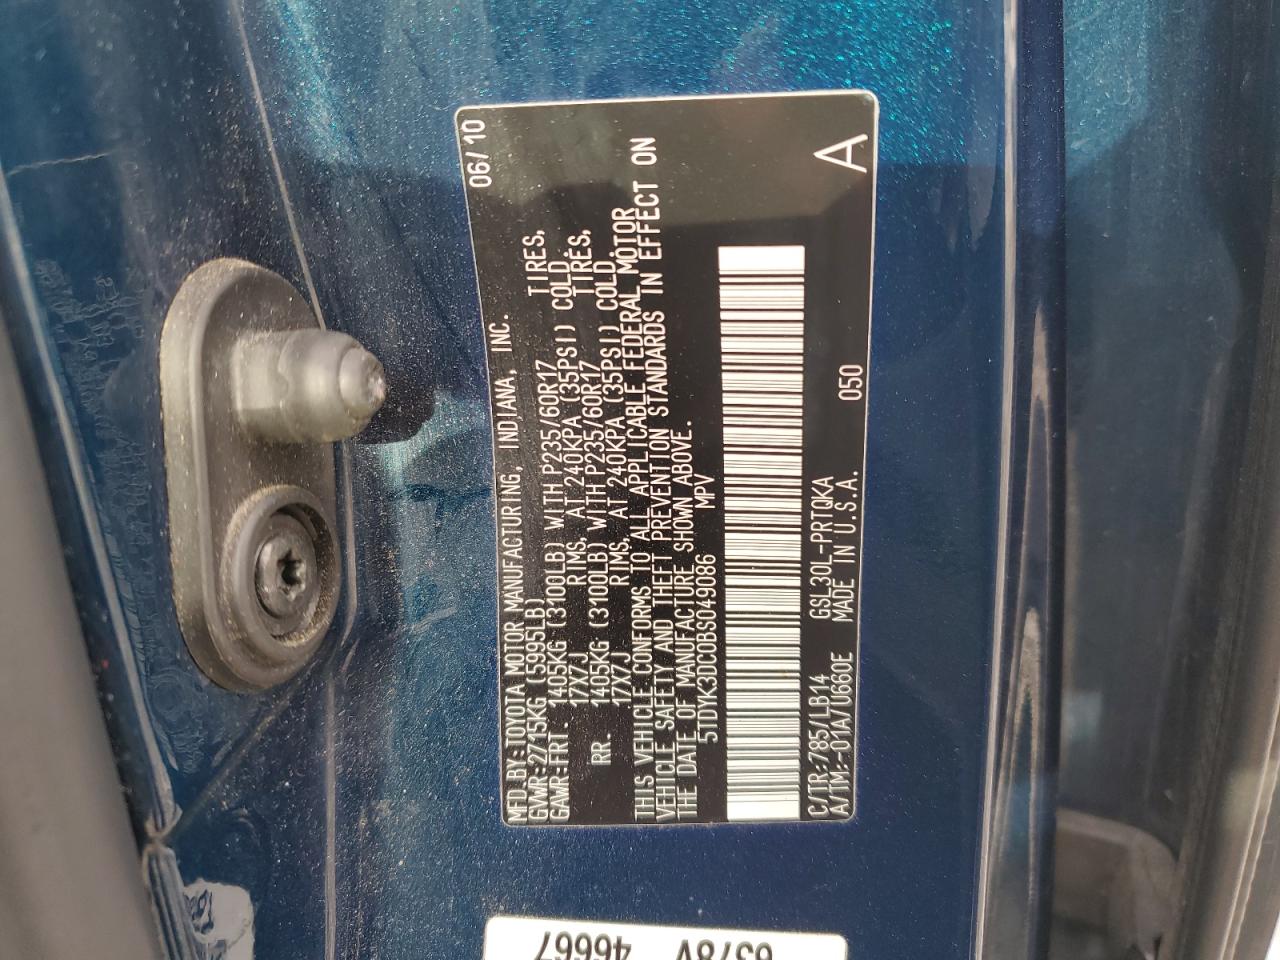 MFD BY:TOYOTA MOTOR MANUFACTURING, INDIANA, INC. 06/10
GVWR:2715KG (5995LB)
GAWR:FRT. 1405KG (3100LB) WITH P235/60R17 TIRES,
17X7J RIMS, AT 240KPA (35PSI) COLD.
RR. 1405KG (3100LB) WITH P235/60R17 TIRES,
17X7J RIMS, AT 240KPA (35PSI) COLD.
THIS VEHICLE CONFORMS TO ALL APPLICABLE FEDERAL MOTOR
VEHICLE SAFETY AND THEFT PREVENTION STANDARDS IN EFFECT ON
THE DATE OF MANUFACTURE SHOWN ABOVE.
5TDYK3DC0BS049086 MPV
C/TR:785/LB14 GSL30L-PRTQKA 050 A
A/TM:-01A/U660E MADE IN U.S.A.
46667
6378V